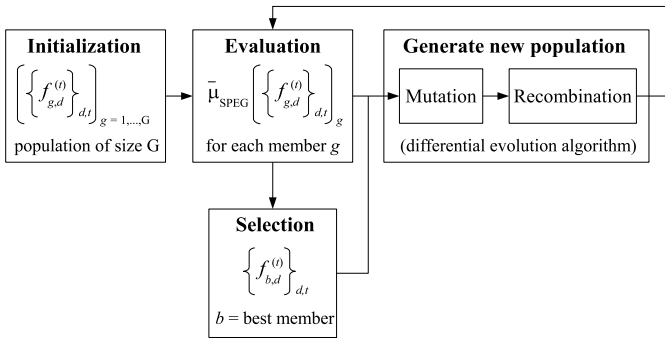 Initialization
[{f_{g,d}^{(t)}}_{d,t}]_{g = 1,...,G}
population of size G
Evaluation
μ̄_SPEG [{f_{g,d}^{(t)}}_{d,t}]_g
for each member g
Generate new population
Mutation
Recombination
(differential evolution algorithm)
Selection
{f_{b,d}^{(t)}}_{d,t}
b = best member